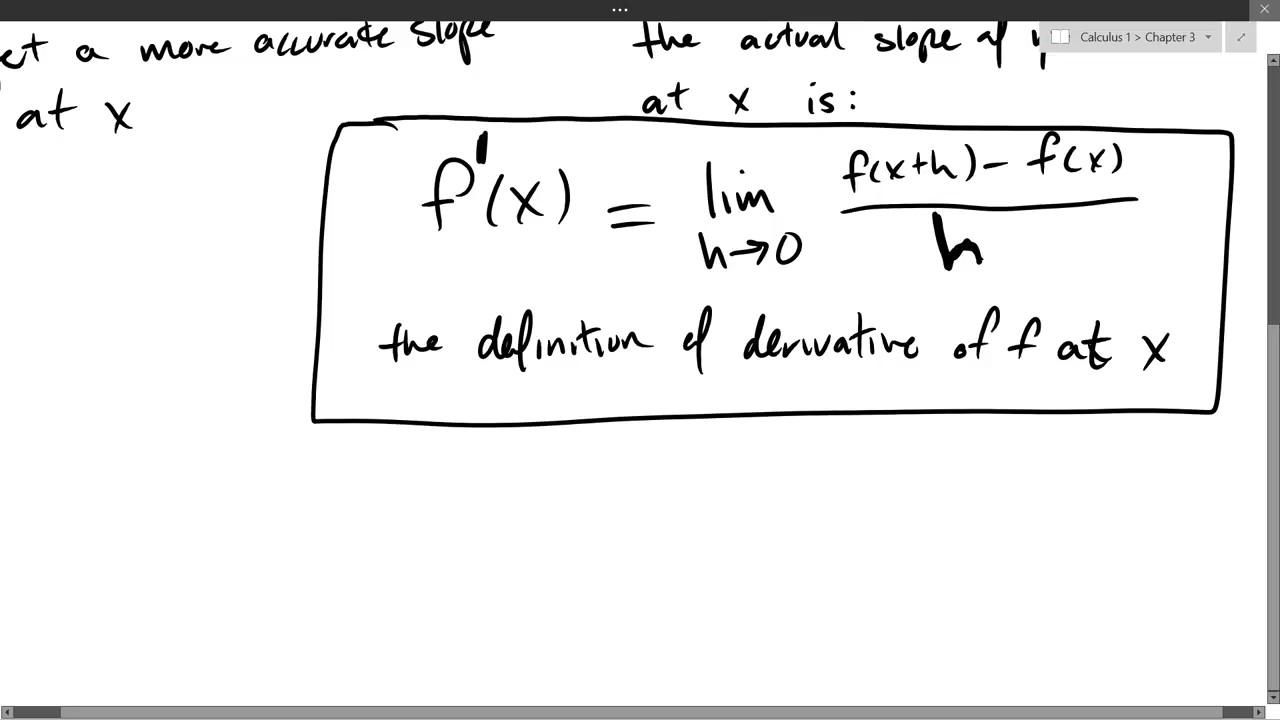 ...
Calculus 1 > Chapter 3
a more accurate slope
at x
the actual slope of
at x is:
f'(x) = lim h→0 f(x+h) - f(x) / h
the definition of derivative of f at x